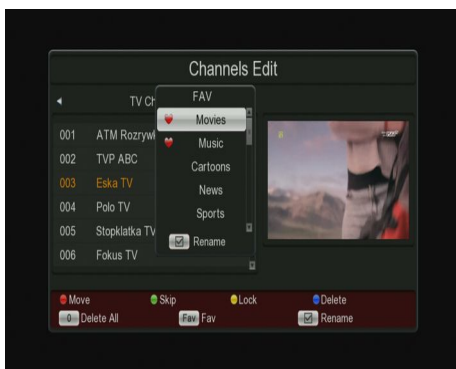 Channels Edit
TV Ch
FAV
Movies
Music
Cartoons
News
Sports
Rename
001 ATM Rozryw
002 TVP ABC
003 Eska TV
004 Polo TV
005 Stopklatka TV
006 Fokus TV
Move Skip Lock Delete
0 Delete All Fav Fav Rename